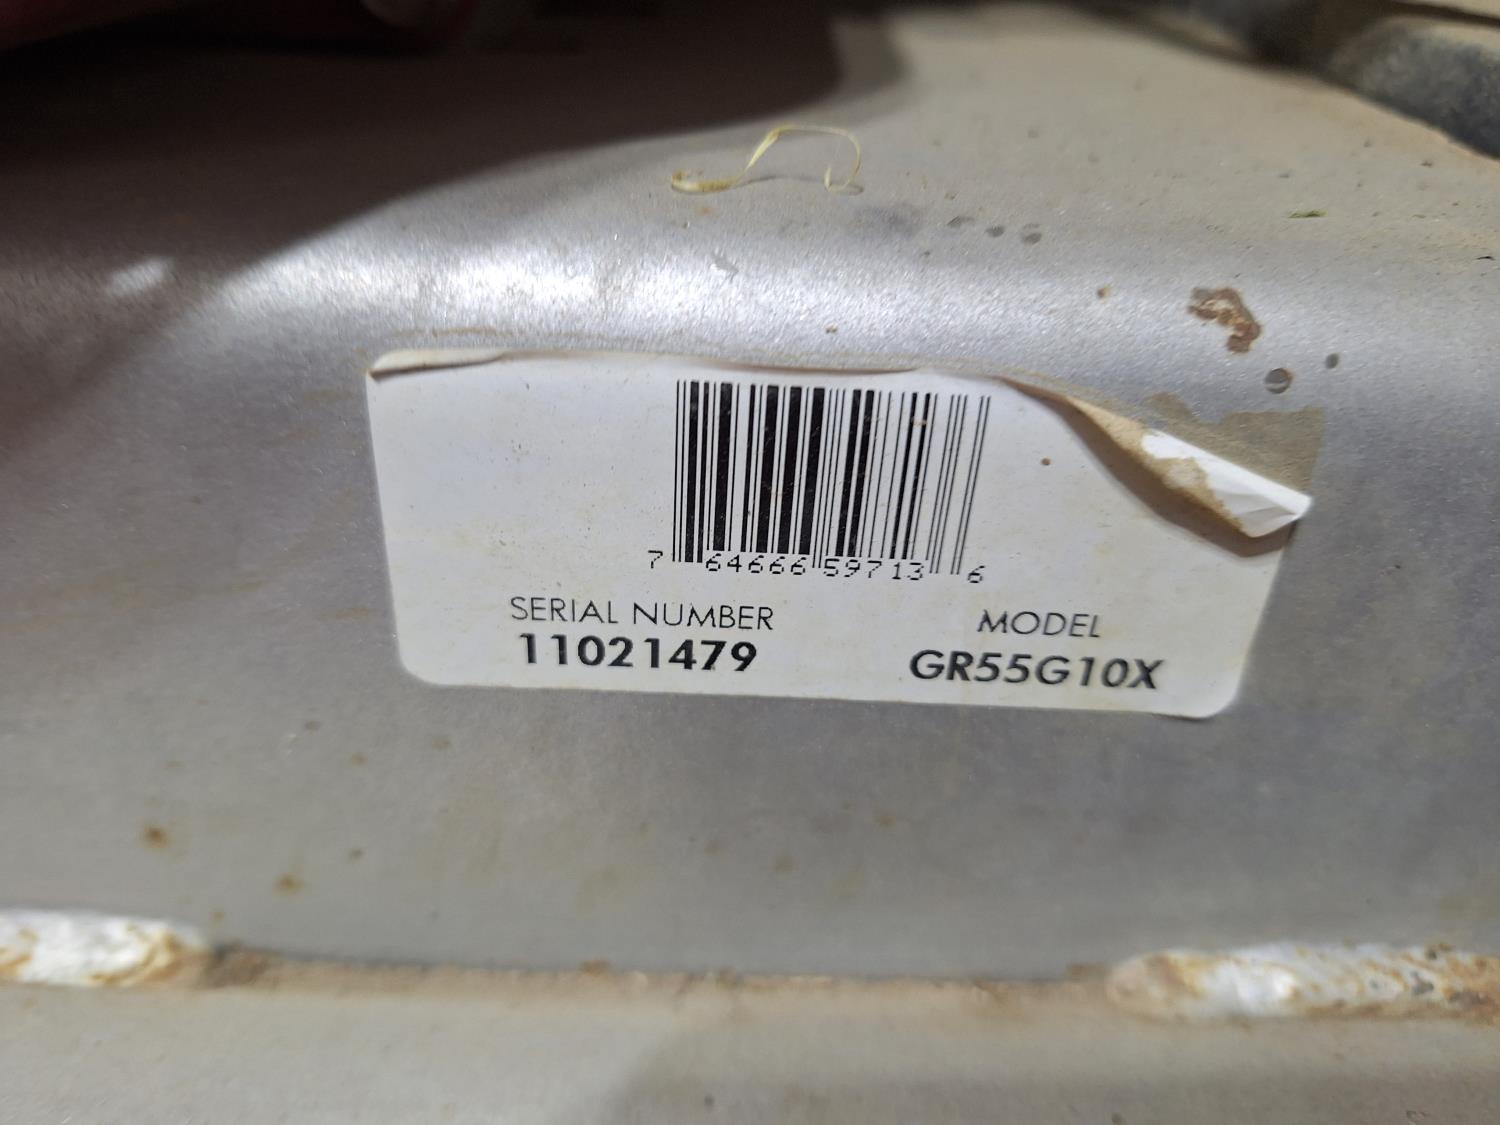 7 64666 59713 6
SERIAL NUMBER
11021479
MODEL
GR55G10X